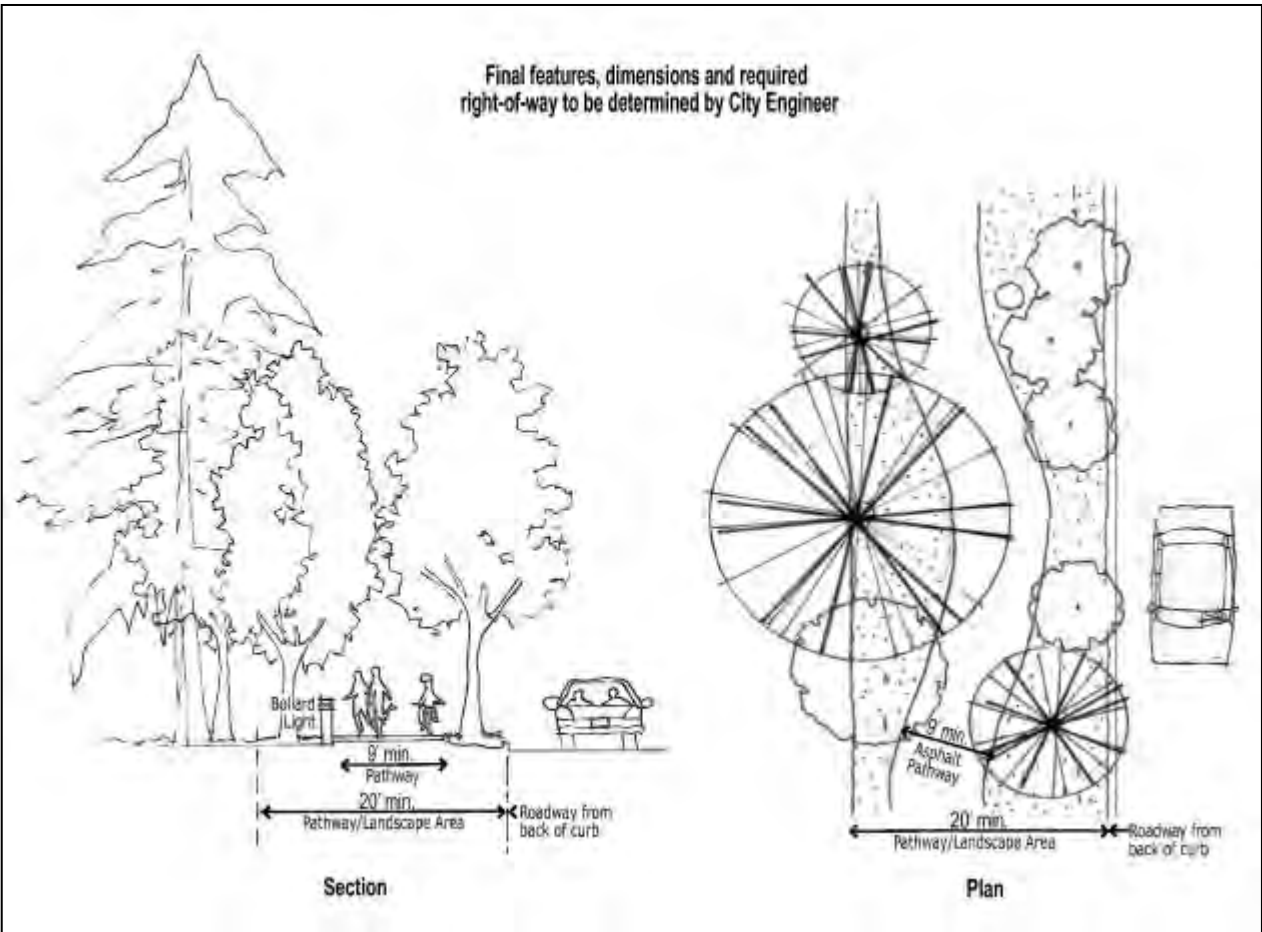 Final features, dimensions and required
right-of-way to be determined by City Engineer
Bollard
Light
9' min.
Pathway
20' min.
Pathway/Landscape Area
Roadway from
back of curb
Section
9' min.
Asphalt
Pathway
20' min.
Pathway/Landscape Area
Roadway from
back of curb
Plan